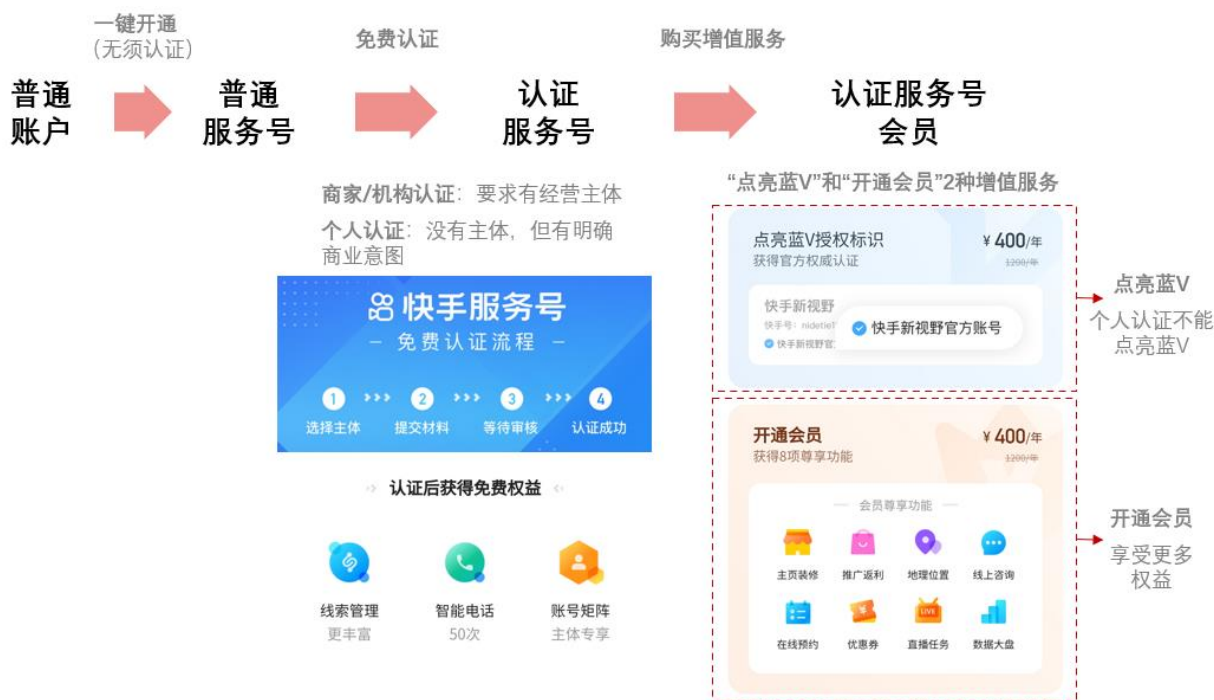 一键开通
（无须认证）
免费认证
购买增值服务
普通
账户
普通
服务号
认证
服务号
认证服务号
会员
商家/机构认证：要求有经营主体
个人认证：没有主体，但有明确
商业意图
快手服务号
– 免费认证流程 –
1 2 3 4
选择主体 提交材料 等待审核 认证成功
认证后获得免费权益
线索管理 智能电话 账号矩阵
更丰富 50次 主体专享
“点亮蓝V”和“开通会员”2种增值服务
点亮蓝V授权标识 ¥400/年
获得官方权威认证 1200/年
快手新视野
快手号：nidetie1
快手新视野官
快手新视野官方账号
点亮蓝V
个人认证不能
点亮蓝V
开通会员 ¥400/年
获得8项尊享功能 1200/年
会员尊享功能
主页装修 推广返利 地理位置 线上咨询
LIVE
在线预约 优惠券 直播任务 数据大盘
开通会员
享受更多
权益